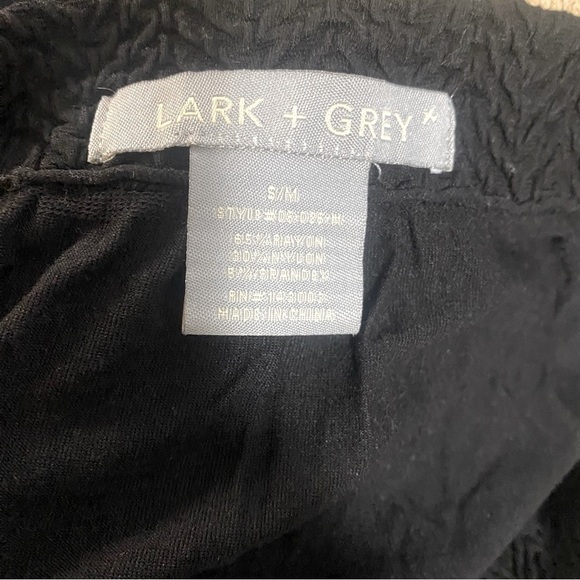 LARK + GREY
S/M
65% RAYON
30% NYLON
5% SPANDEX
MADE IN CHINA